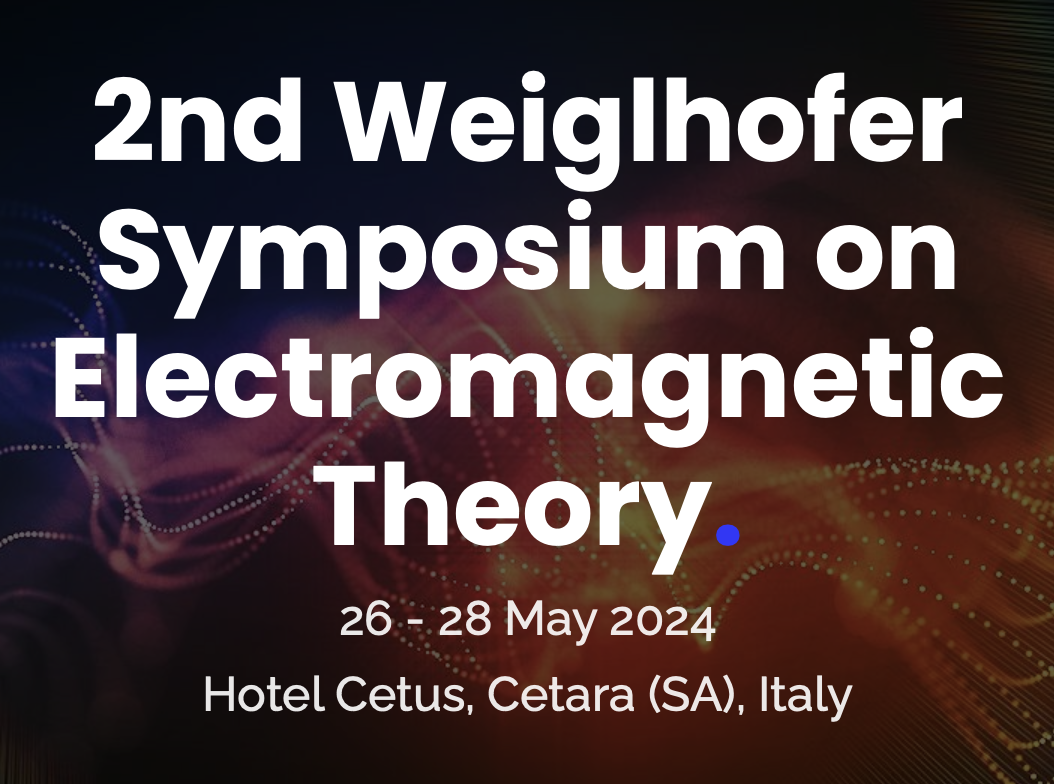 2nd Weiglhofer
Symposium on
Electromagnetic
Theory.
26 - 28 May 2024
Hotel Cetus, Cetara (SA), Italy